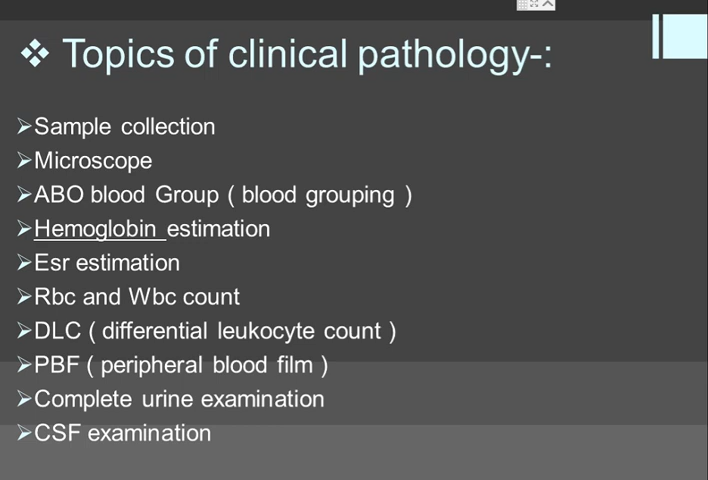 ❖ Topics of clinical pathology-:
➢Sample collection
➢Microscope
➢ABO blood Group ( blood grouping )
➢Hemoglobin estimation
➢Esr estimation
➢Rbc and Wbc count
➢DLC ( differential leukocyte count )
➢PBF ( peripheral blood film )
➢Complete urine examination
➢CSF examination